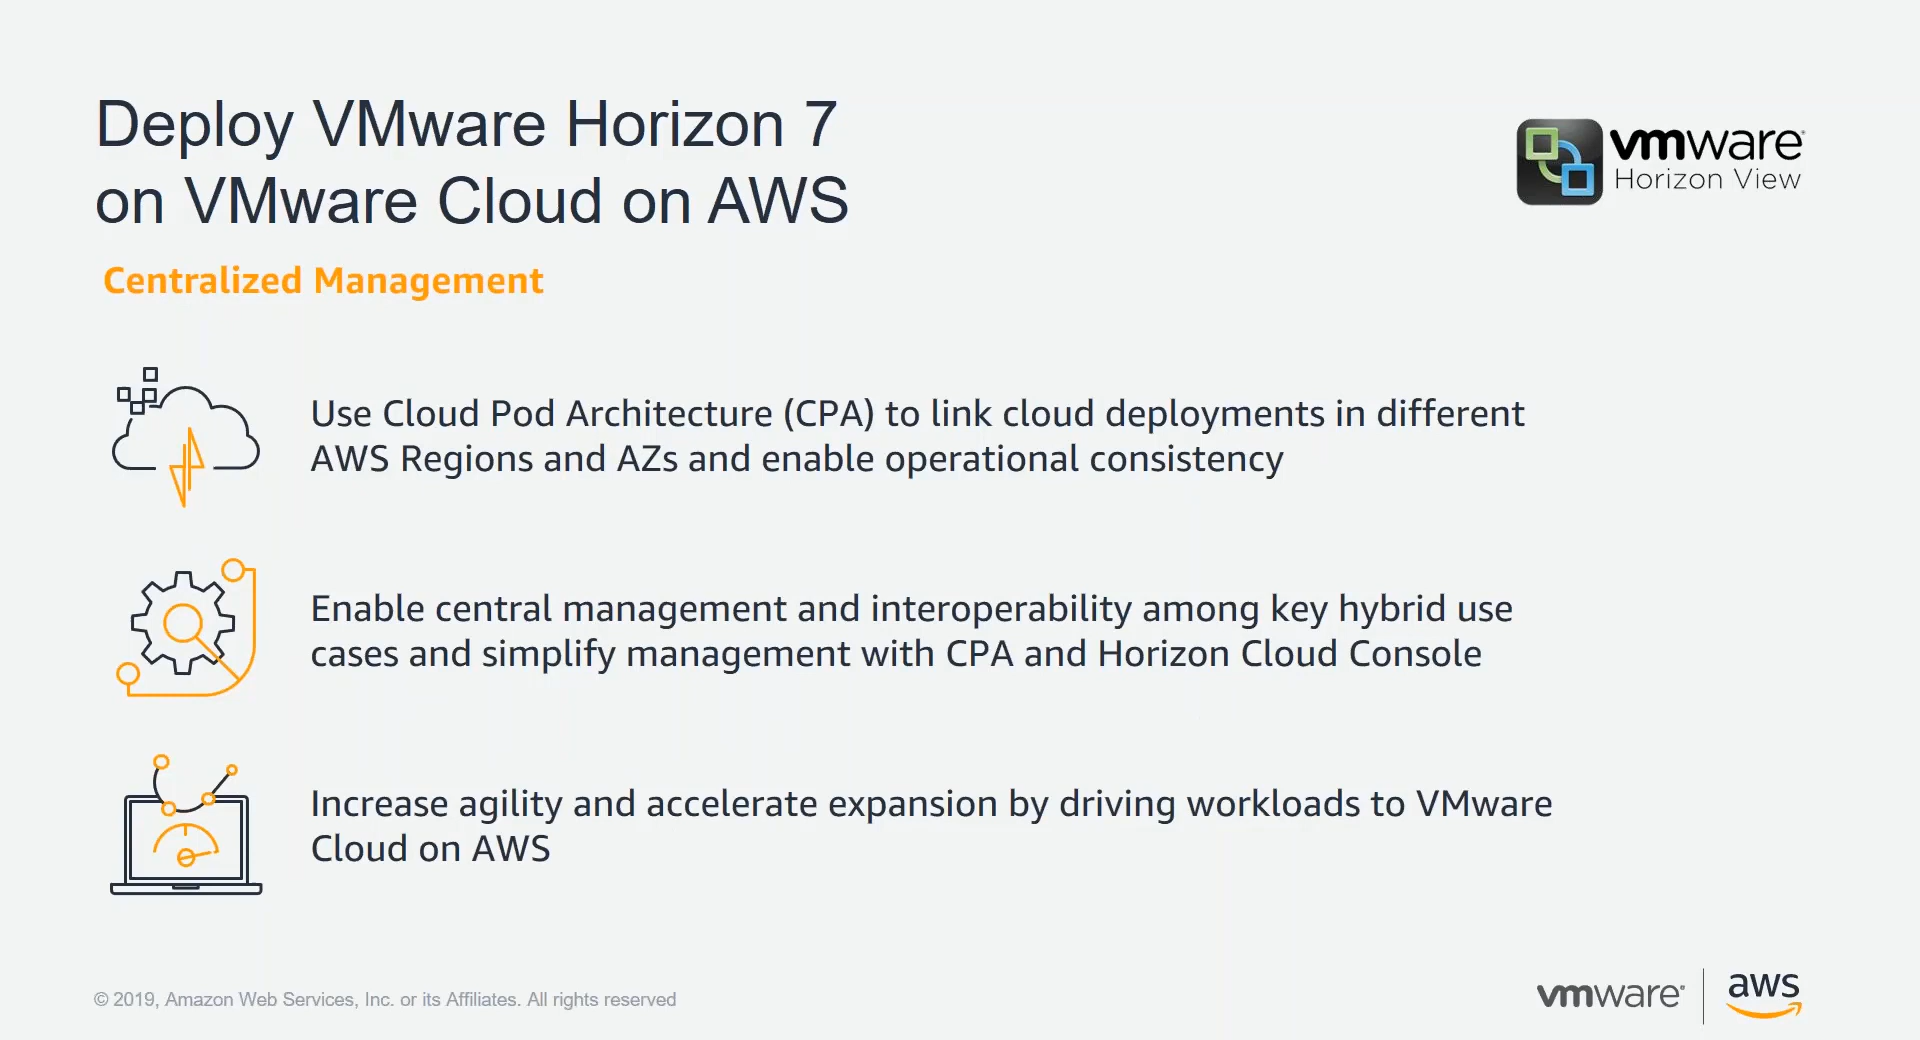 Deploy VMware Horizon 7
on VMware Cloud on AWS
vmware®
Horizon View
Centralized Management
Use Cloud Pod Architecture (CPA) to link cloud deployments in different
AWS Regions and AZs and enable operational consistency
Enable central management and interoperability among key hybrid use
cases and simplify management with CPA and Horizon Cloud Console
Increase agility and accelerate expansion by driving workloads to VMware
Cloud on AWS
© 2019, Amazon Web Services, Inc. or its Affiliates. All rights reserved
vmware®
aws